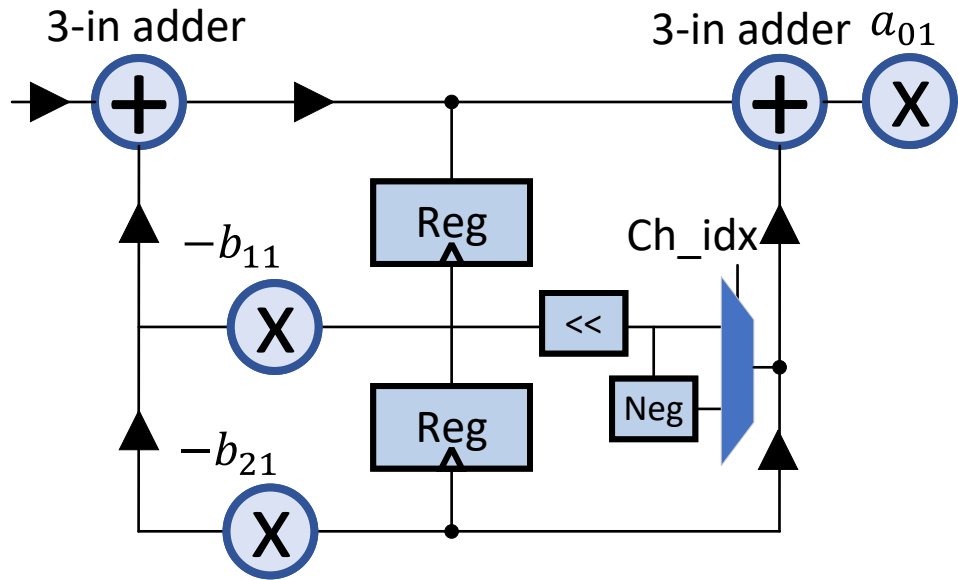 3-in adder
3-in adder
a₀₁
+
+
X
Reg
Ch_idx
−b₁₁
X
<<
Reg
Neg
−b₂₁
X